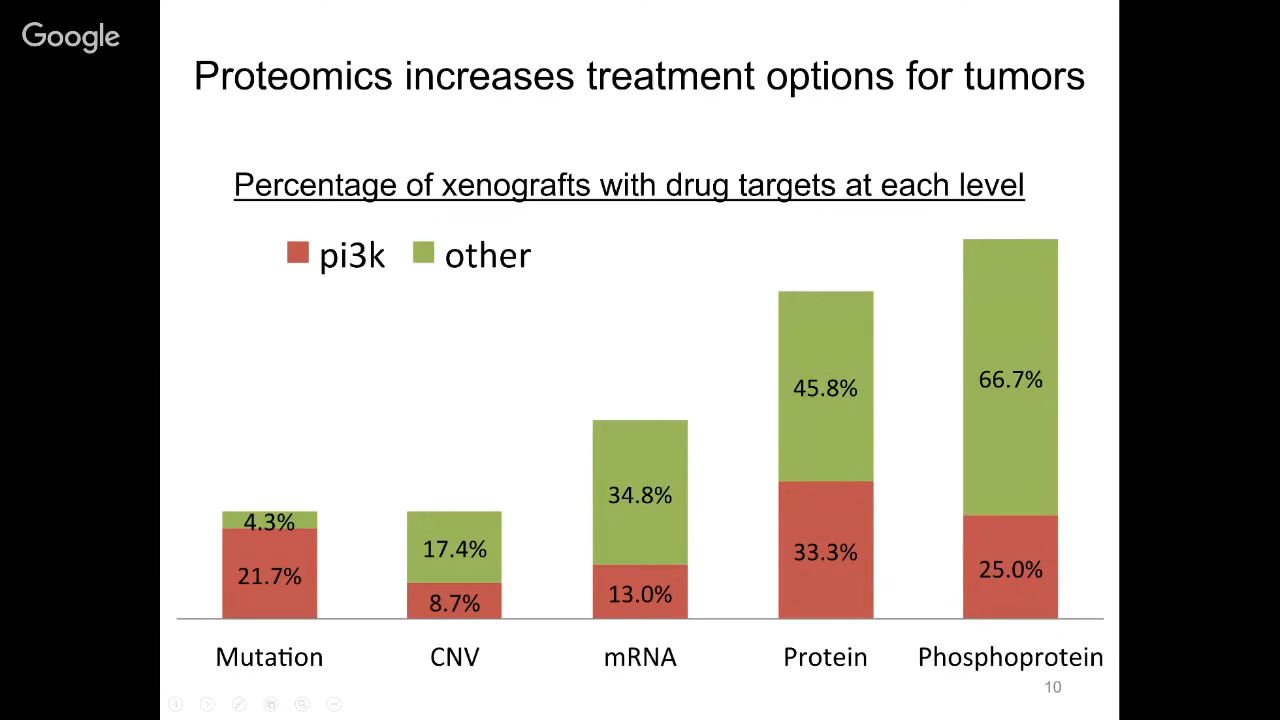 Google
Proteomics increases treatment options for tumors
Percentage of xenografts with drug targets at each level
pi3k other
4.3%
21.7%
17.4%
8.7%
34.8%
13.0%
45.8%
33.3%
66.7%
25.0%
Mutation CNV mRNA Protein Phosphoprotein
10